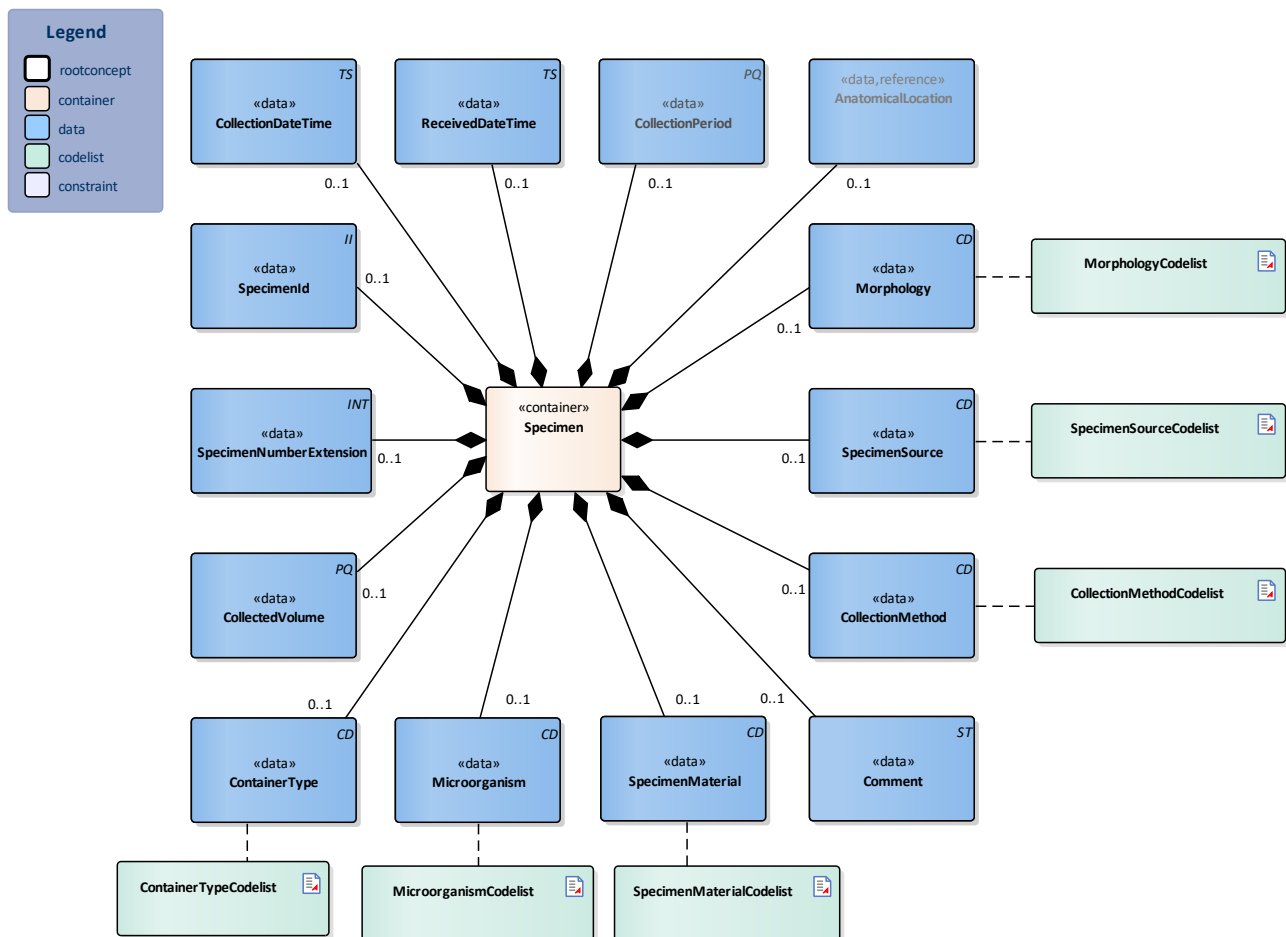 Legend
rootconcept
container
data
codelist
constraint
TS
«data»
CollectionDateTime
0..1
TS
«data»
ReceivedDateTime
0..1
PQ
«data»
CollectionPeriod
0..1
«data,reference»
AnatomicalLocation
0..1
II
«data»
SpecimenId
0..1
CD
«data»
Morphology
0..1
MorphologyCodelist
INT
«data»
SpecimenNumberExtension
0..1
«container»
Specimen
CD
«data»
SpecimenSource
0..1
SpecimenSourceCodelist
PQ
«data»
CollectedVolume
0..1
CD
«data»
CollectionMethod
0..1
CollectionMethodCodelist
0..1
CD
«data»
ContainerType
0..1
CD
«data»
Microorganism
0..1
CD
«data»
SpecimenMaterial
0..1
ST
«data»
Comment
ContainerTypeCodelist
MicroorganismCodelist
SpecimenMaterialCodelist